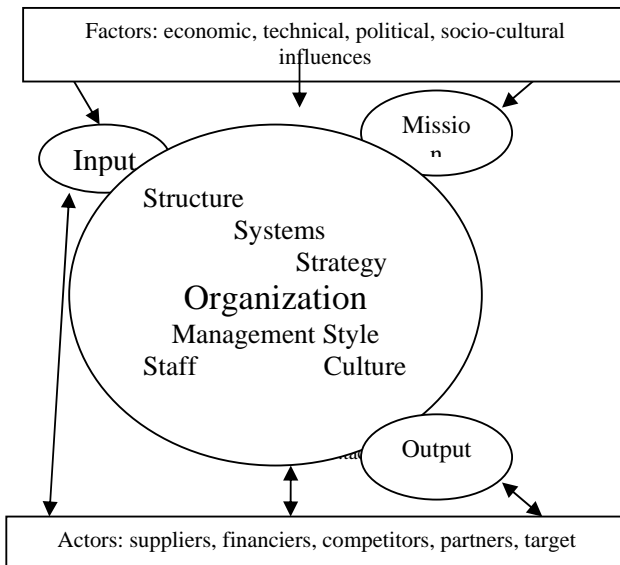 Factors: economic, technical, political, socio-cultural
influences
Missio
n
Input
Structure
Systems
Strategy
Organization
Management Style
Staff Culture
Output
Actors: suppliers, financiers, competitors, partners, target